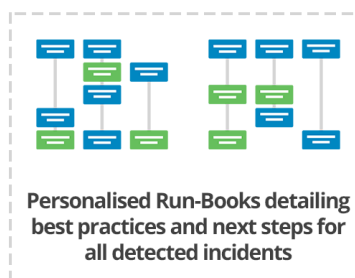 Personalised Run-Books detailing
best practices and next steps for
all detected incidents